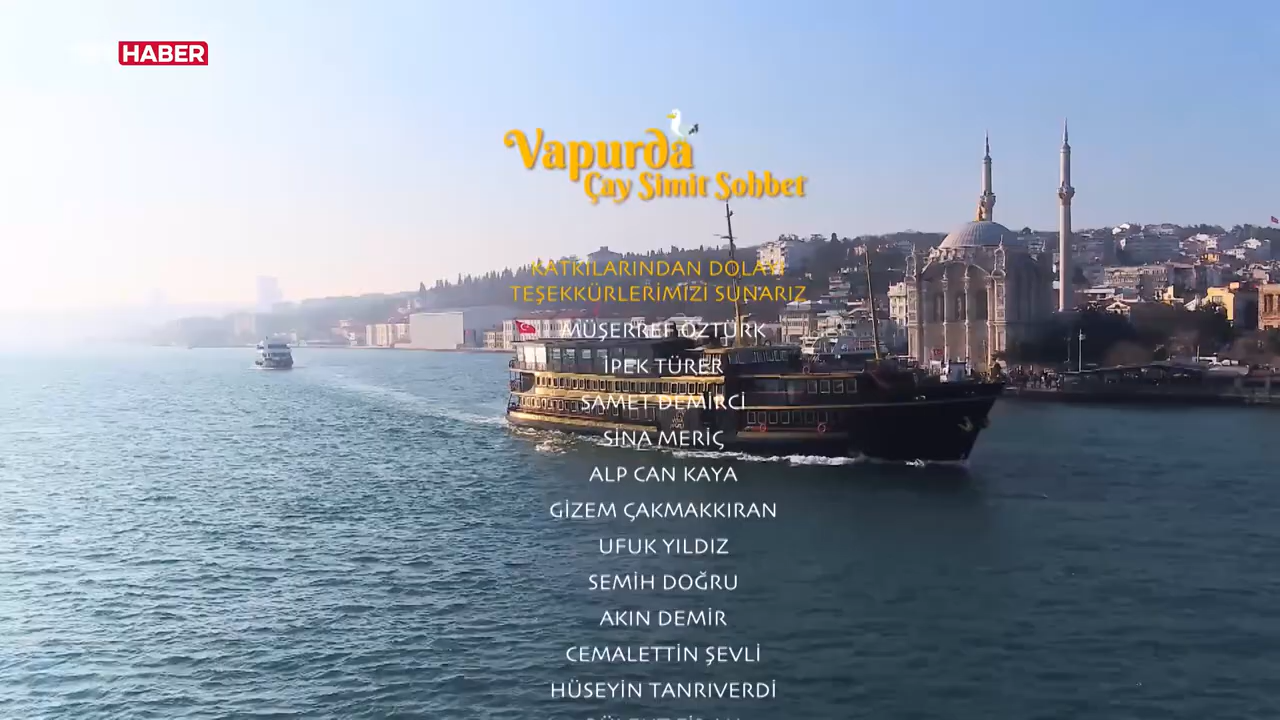 HABER
Vapurda
Çay Simit Sohbet
KATKILARINDAN DOLAYI
TEŞEKKÜRLERİMİZİ SUNARIZ
MÜŞERREF ÖZTÜRK
İPEK TÜRER
SAMET DEMİRCİ
SİNA MERİÇ
ALP CAN KAYA
GİZEM ÇAKMAKKIRAN
UFUK YILDIZ
SEMİH DOĞRU
AKIN DEMİR
CEMALETTİN ŞEVLİ
HÜSEYİN TANRIVERDİ